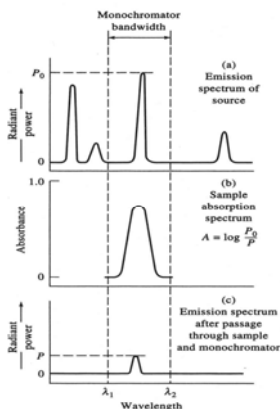 Monochromator
bandwidth
(a)
Emission
spectrum of
source
P₀
Radiant
power
0
(b)
Sample
absorption
spectrum
A = log P₀/P
1.0
Absorbance
0
(c)
Emission spectrum
after passage
through sample
and monochromator
Radiant
power
P
0
λ₁ λ₂
Wavelength